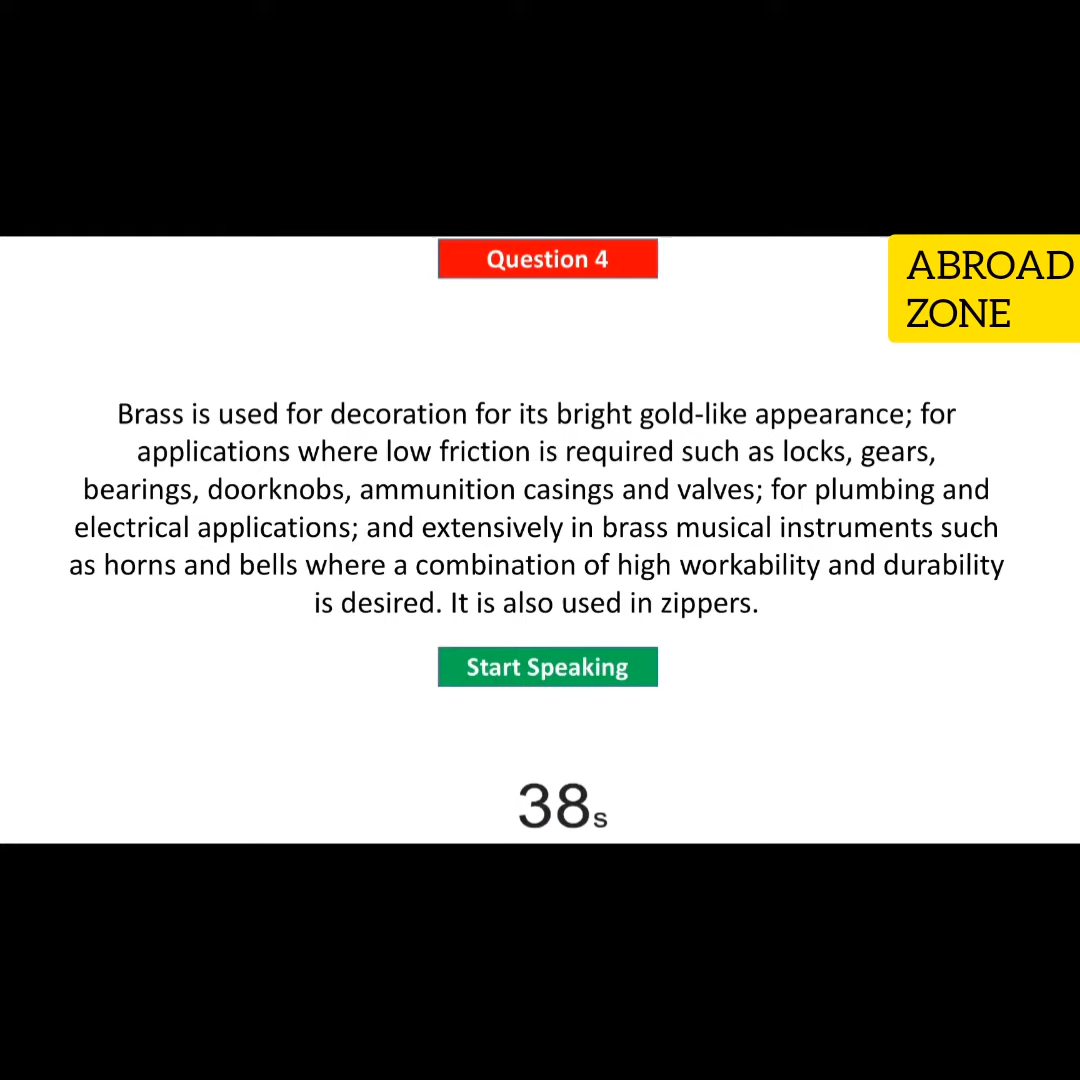 Question 4
ABROAD
ZONE
Brass is used for decoration for its bright gold-like appearance; for
applications where low friction is required such as locks, gears,
bearings, doorknobs, ammunition casings and valves; for plumbing and
electrical applications; and extensively in brass musical instruments such
as horns and bells where a combination of high workability and durability
is desired. It is also used in zippers.
Start Speaking
38s